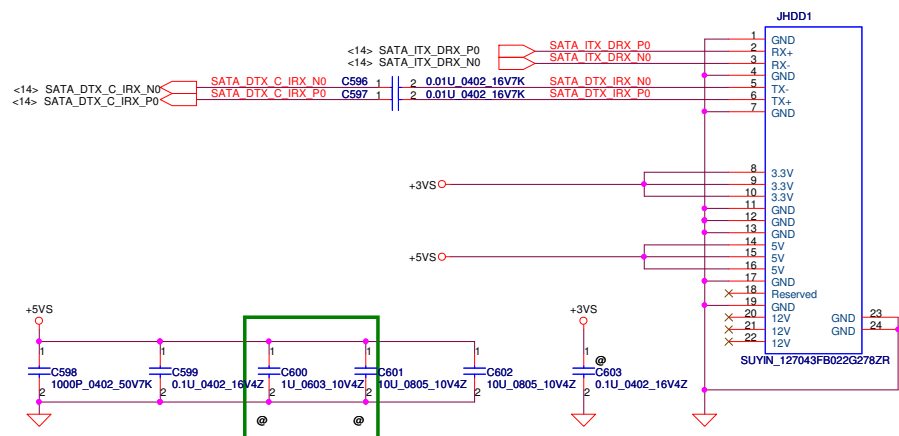 JHDD1
1 GND
<14> SATA_ITX_DRX_P0 SATA_ITX_DRX_P0 2 RX+
<14> SATA_ITX_DRX_N0 SATA_ITX_DRX_N0 3 RX-
4 GND
<14> SATA_DTX_C_IRX_N0 SATA_DTX_C_IRX_N0 C596 1 2 0.01U_0402_16V7K SATA_DTX_IRX_N0 5 TX-
<14> SATA_DTX_C_IRX_P0 SATA_DTX_C_IRX_P0 C597 1 2 0.01U_0402_16V7K SATA_DTX_IRX_P0 6 TX+
7 GND
8 3.3V
+3VS 9 3.3V
10 3.3V
11 GND
12 GND
13 GND
14 5V
+5VS 15 5V
16 5V
17 GND
18 Reserved
19 GND
20 12V GND 23
21 12V GND 24
22 12V
SUYIN_127043FB022G278ZR
+5VS +3VS
1 1 1 1 1 1 @
C598 C599 C600 C601 C602 C603
1000P_0402_50V7K 0.1U_0402_16V4Z 1U_0603_10V4Z 10U_0805_10V4Z 10U_0805_10V4Z 0.1U_0402_16V4Z
2 2 2 2 2 2
@ @